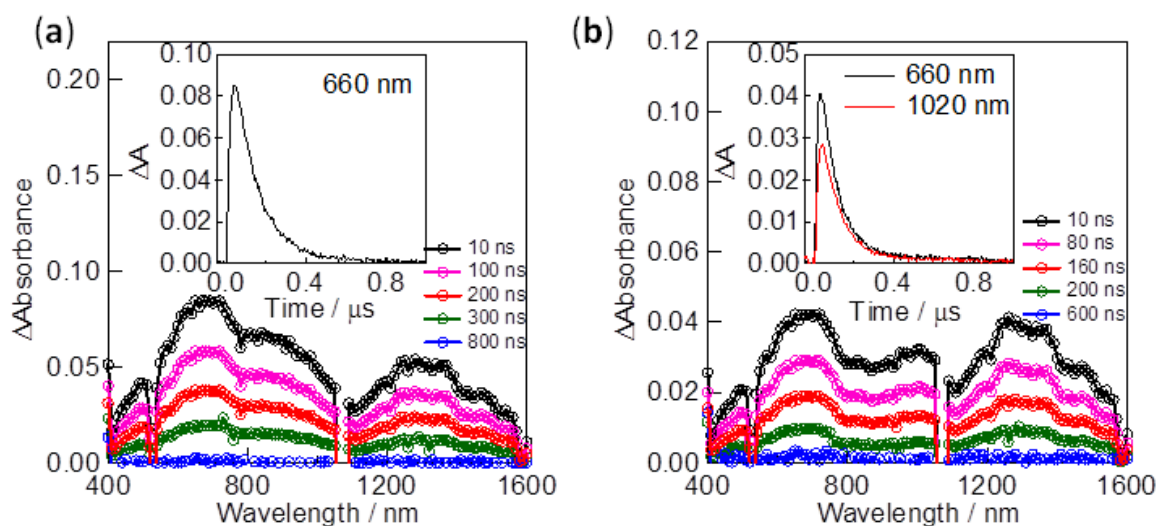 (a)
0.20
0.15
0.10
0.05
0.00
ΔAbsorbance
400
800
1200
1600
Wavelength / nm
0.10
0.08
0.06
0.04
0.02
0.00
ΔA
0.0
0.4
0.8
Time / μs
660 nm
10 ns
100 ns
200 ns
300 ns
800 ns
(b)
0.12
0.10
0.08
0.06
0.04
0.02
0.00
ΔAbsorbance
400
800
1200
1600
Wavelength / nm
0.05
0.04
0.03
0.02
0.01
0.00
ΔA
0.0
0.4
0.8
Time / μs
660 nm
1020 nm
10 ns
80 ns
160 ns
200 ns
600 ns